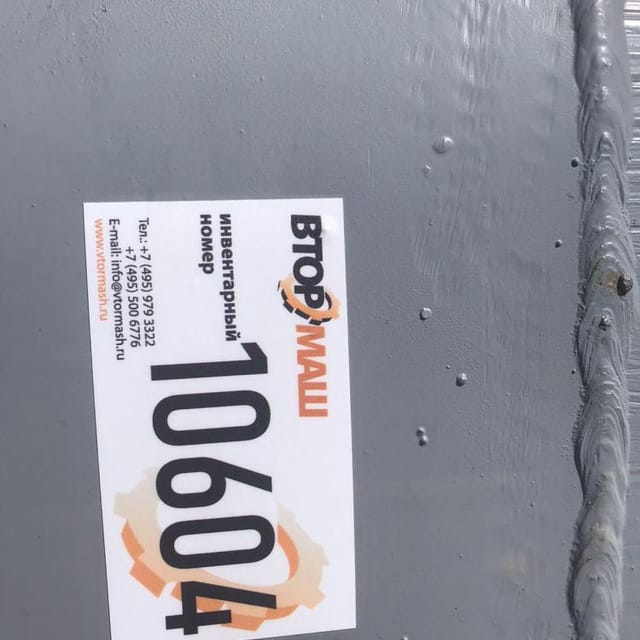 ВТОРМАШ
инвентарный
номер
10604
Тел.: +7 (495) 979 3322
+7 (495) 500 6776
E-mail: info@vtormash.ru
www.vtormash.ru